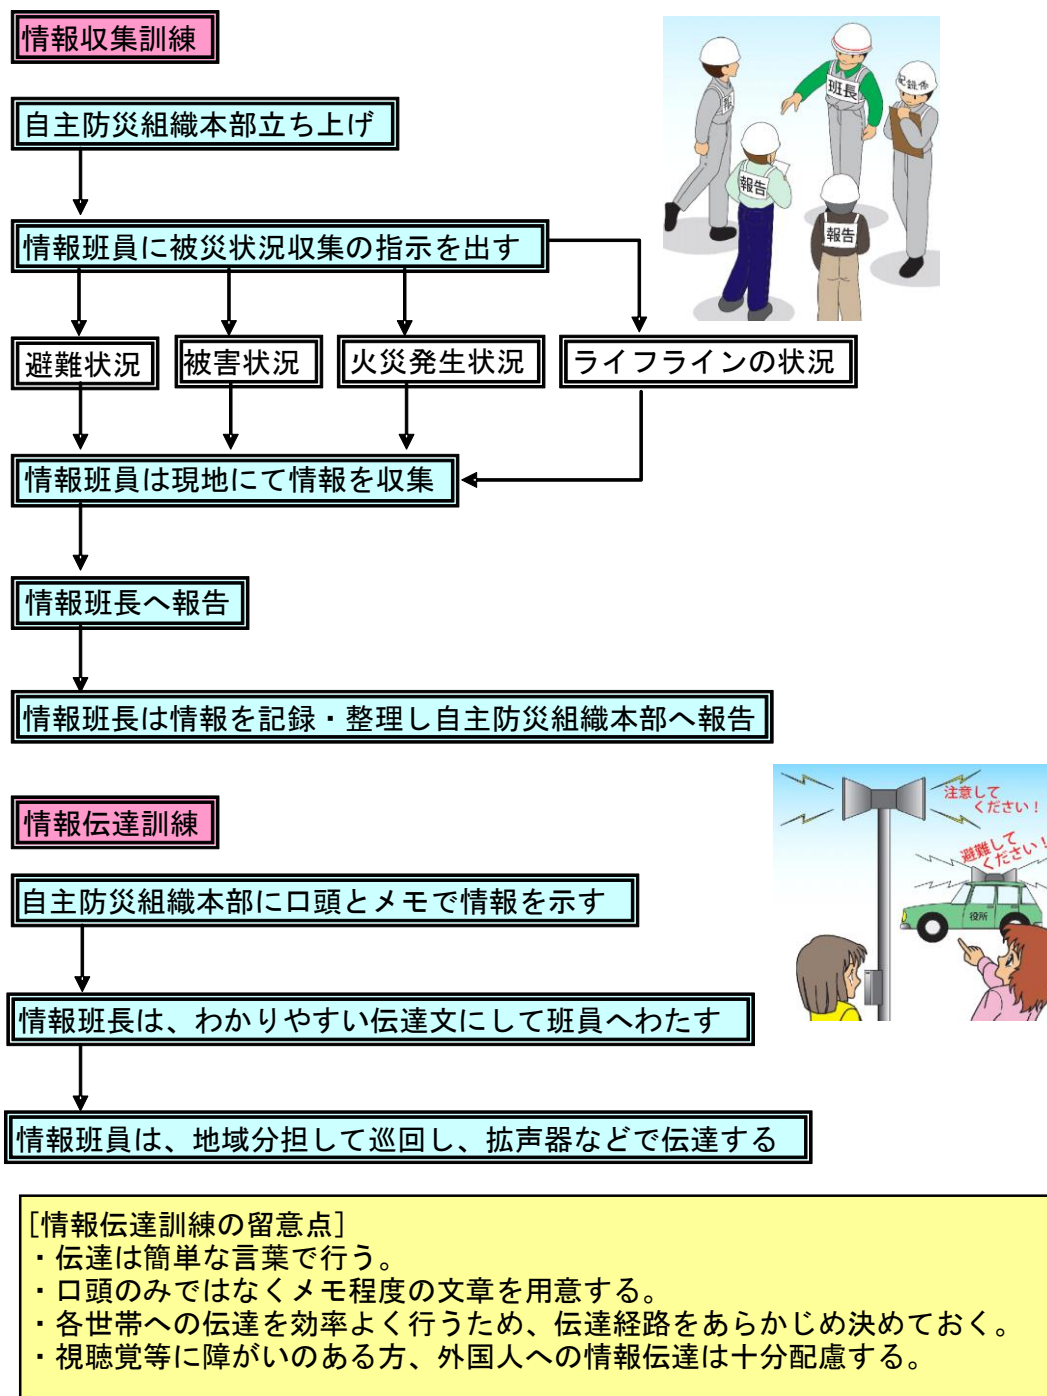 情報収集訓練
自主防災組織本部立ち上げ
情報班員に被災状況収集の指示を出す
避難状況
被害状況
火災発生状況
ライフラインの状況
情報班員は現地にて情報を収集
情報班長へ報告
情報班長は情報を記録・整理し自主防災組織本部へ報告
班長
記録係
報
報告
報告
情報伝達訓練
自主防災組織本部に口頭とメモで情報を示す
情報班長は、わかりやすい伝達文にして班員へわたす
情報班員は、地域分担して巡回し、拡声器などで伝達する
注意して
ください！
避難して
ください！
役所
［情報伝達訓練の留意点］
・伝達は簡単な言葉で行う。
・口頭のみではなくメモ程度の文章を用意する。
・各世帯への伝達を効率よく行うため、伝達経路をあらかじめ決めておく。
・視聴覚等に障がいのある方、外国人への情報伝達は十分配慮する。